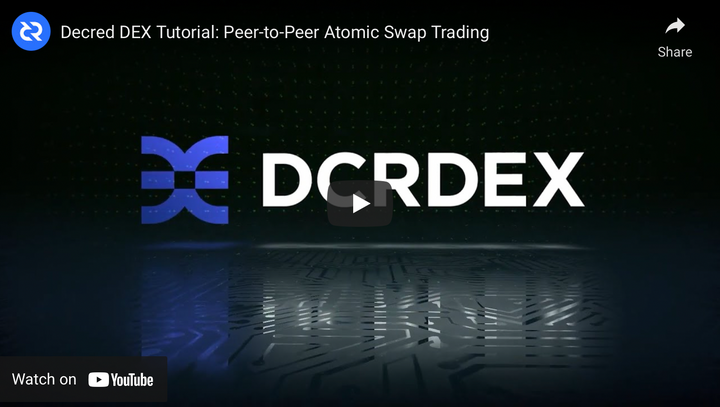 Decred DEX Tutorial: Peer-to-Peer Atomic Swap Trading
Share
DCRDEX
Watch on YouTube